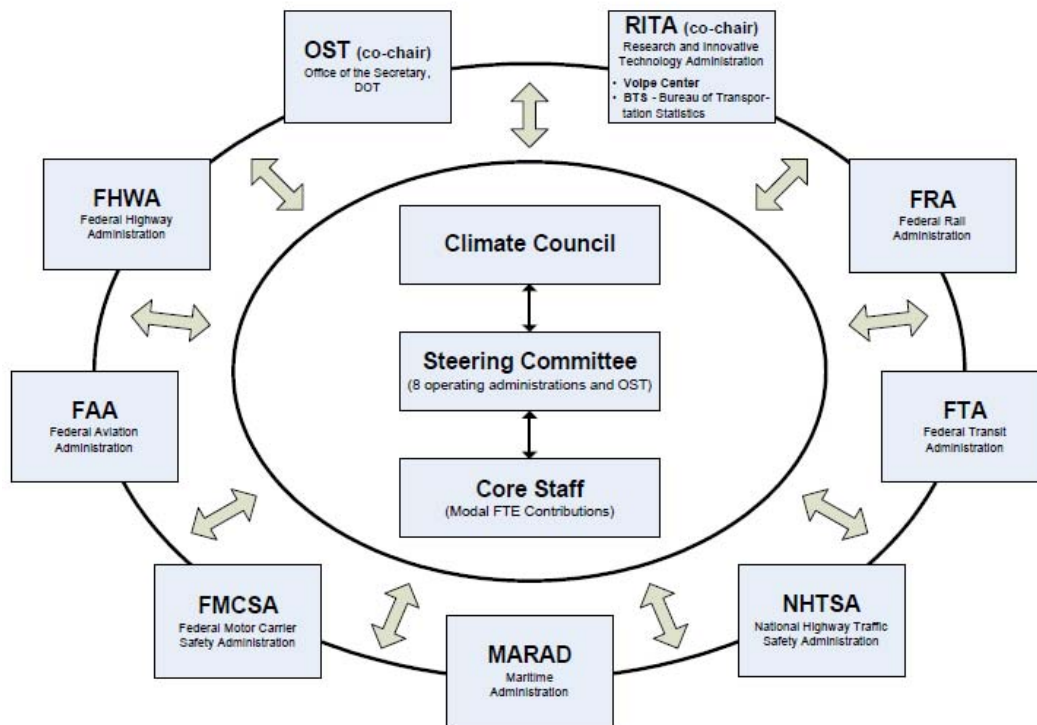 OST (co-chair)
Office of the Secretary,
DOT
RITA (co-chair)
Research and Innovative
Technology Administration
• Volpe Center
• BTS - Bureau of Transpor-
tation Statistics
FHWA
Federal Highway
Administration
FRA
Federal Rail
Administration
Climate Council
Steering Committee
(8 operating administrations and OST)
Core Staff
(Modal FTE Contributions)
FAA
Federal Aviation
Administration
FTA
Federal Transit
Administration
FMCSA
Federal Motor Carrier
Safety Administration
MARAD
Maritime
Administration
NHTSA
National Highway Traffic
Safety Administration